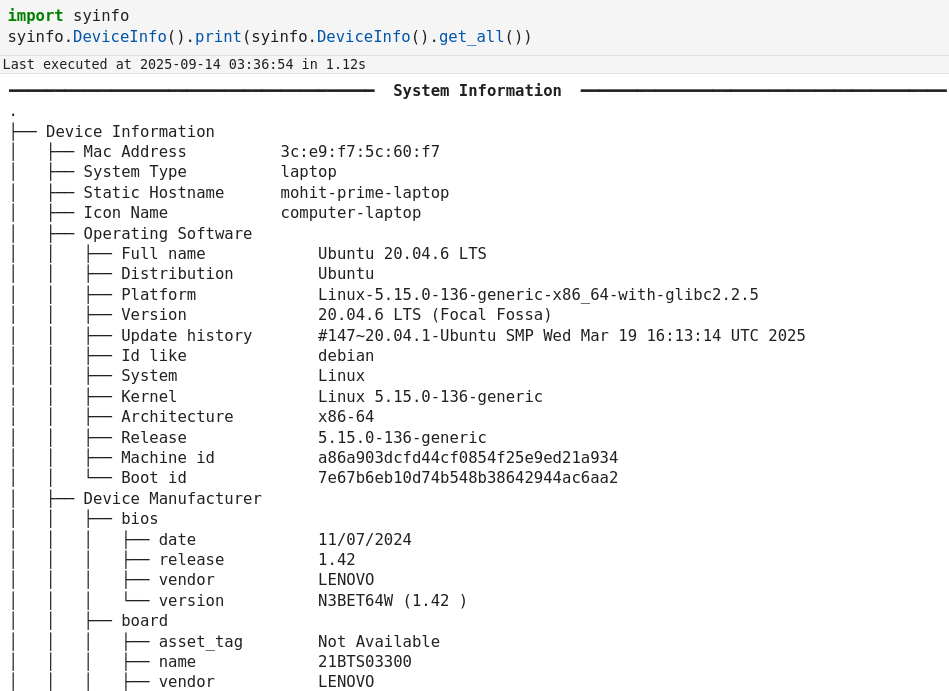 import syinfo
syinfo.DeviceInfo().print(syinfo.DeviceInfo().get_all())
Last executed at 2025-09-14 03:36:54 in 1.12s
━━━━━━━━━━━━━━━━━━━━━━━━━━━━━━━━━━━━━━━ System Information ━━━━━━━━━━━━━━━━━━━━━━━━━━━━━━━━━━━━━━━
.
├── Device Information
│   ├── Mac Address          3c:e9:f7:5c:60:f7
│   ├── System Type          laptop
│   ├── Static Hostname      mohit-prime-laptop
│   ├── Icon Name            computer-laptop
│   ├── Operating Software
│   │   ├── Full name            Ubuntu 20.04.6 LTS
│   │   ├── Distribution         Ubuntu
│   │   ├── Platform             Linux-5.15.0-136-generic-x86_64-with-glibc2.2.5
│   │   ├── Version              20.04.6 LTS (Focal Fossa)
│   │   ├── Update history       #147~20.04.1-Ubuntu SMP Wed Mar 19 16:13:14 UTC 2025
│   │   ├── Id like              debian
│   │   ├── System               Linux
│   │   ├── Kernel               Linux 5.15.0-136-generic
│   │   ├── Architecture         x86-64
│   │   ├── Release              5.15.0-136-generic
│   │   ├── Machine id           a86a903dcfd44cf0854f25e9ed21a934
│   │   └── Boot id              7e67b6eb10d74b548b38642944ac6aa2
│   ├── Device Manufacturer
│   │   ├── bios
│   │   │   ├── date             11/07/2024
│   │   │   ├── release          1.42
│   │   │   ├── vendor           LENOVO
│   │   │   └── version          N3BET64W (1.42 )
│   │   ├── board
│   │   │   ├── asset_tag        Not Available
│   │   │   ├── name             21BTS03300
│   │   │   ├── vendor           LENOVO